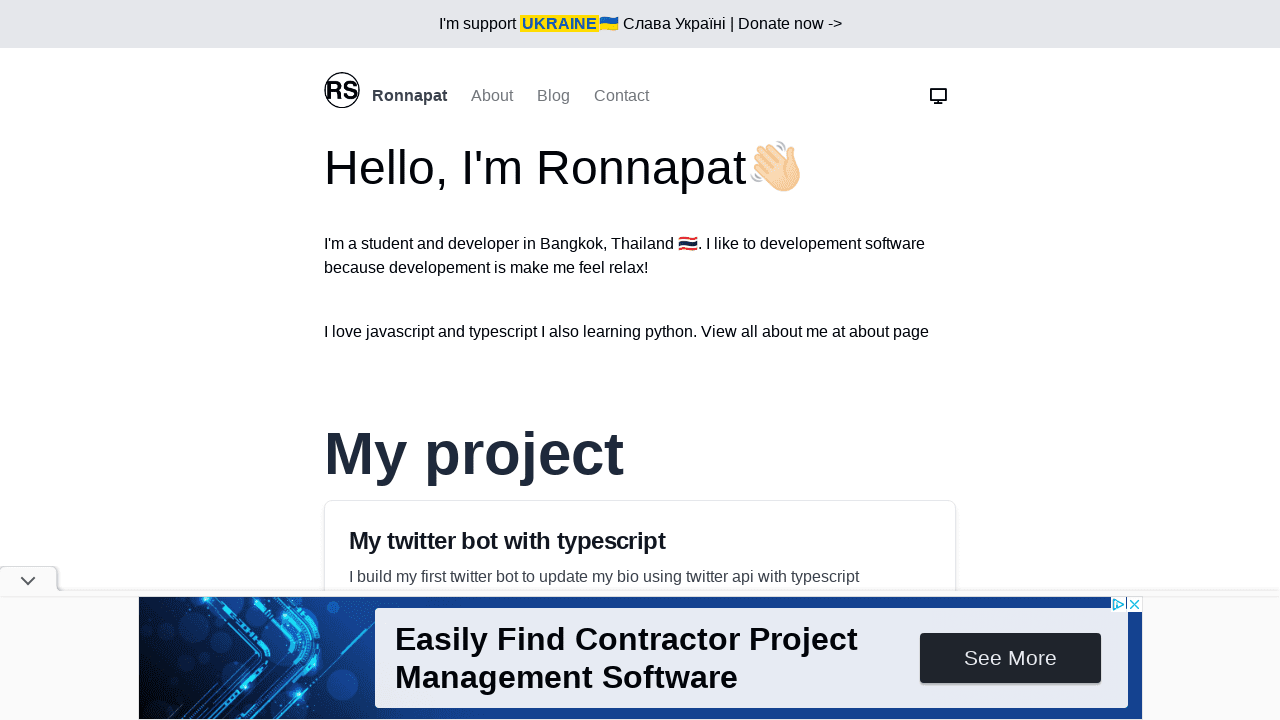 I'm support UKRAINE🇺🇦 Слава Україні | Donate now ->
RS Ronnapat About Blog Contact
Hello, I'm Ronnapat👋🏻
I'm a student and developer in Bangkok, Thailand 🇹🇭. I like to developement software
because developement is make me feel relax!
I love javascript and typescript I also learning python. View all about me at about page
My project
My twitter bot with typescript
I build my first twitter bot to update my bio using twitter api with typescript
Easily Find Contractor Project
Management Software
See More